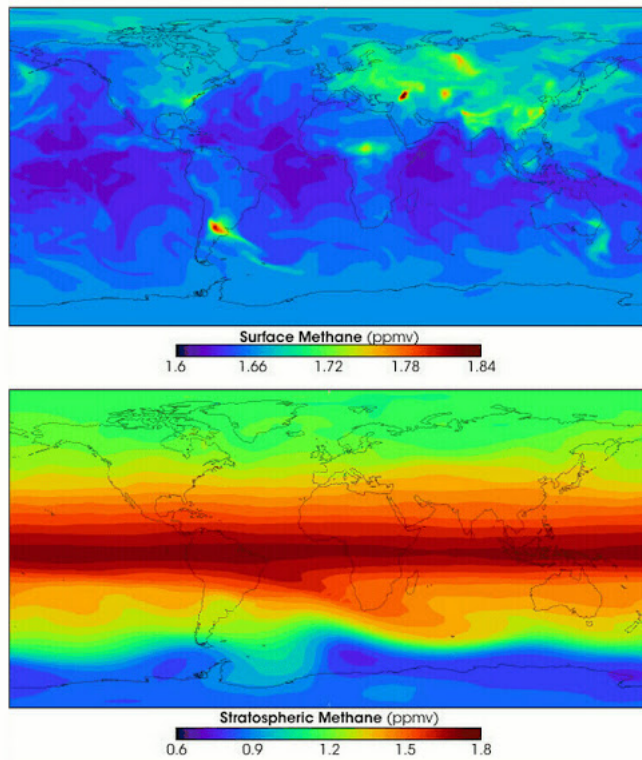 Surface Methane (ppmv)
1.6 1.66 1.72 1.78 1.84
Stratospheric Methane (ppmv)
0.6 0.9 1.2 1.5 1.8